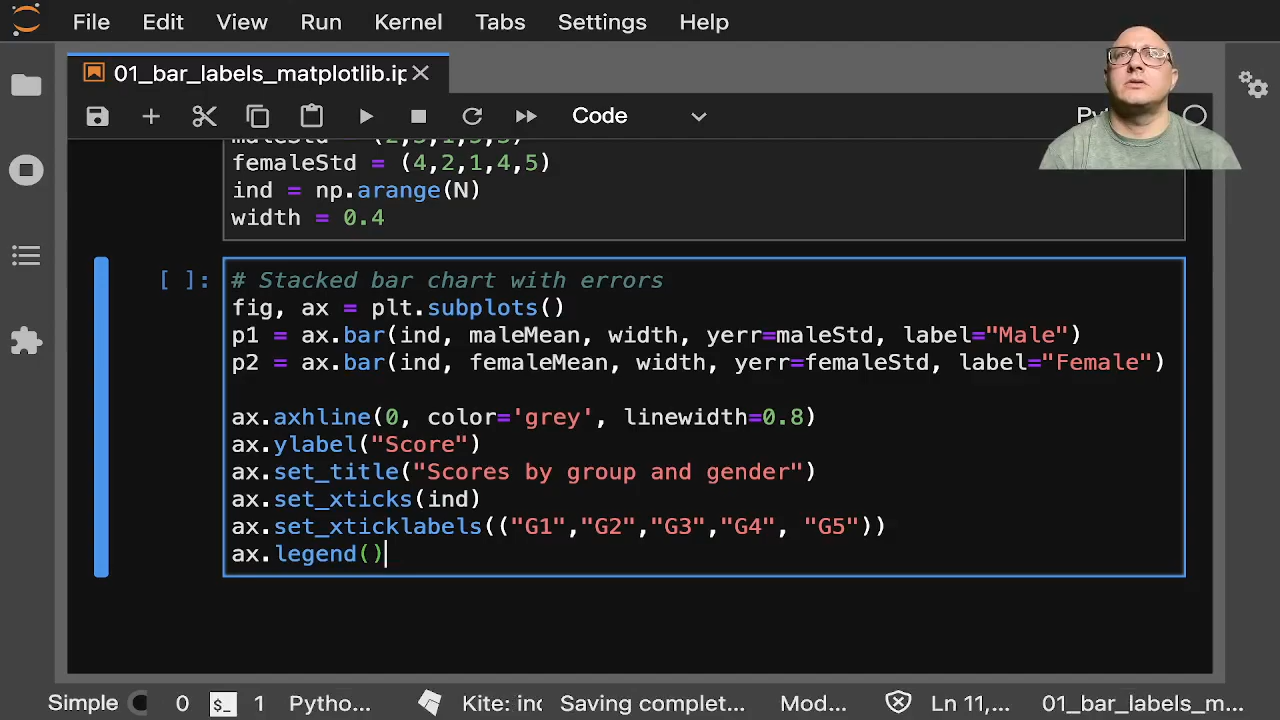 File Edit View Run Kernel Tabs Settings Help
01_bar_labels_matplotlib.ip
Code
femaleStd = (4,2,1,4,5)
ind = np.arange(N)
width = 0.4
[ ]:
# Stacked bar chart with errors
fig, ax = plt.subplots()
p1 = ax.bar(ind, maleMean, width, yerr=maleStd, label="Male")
p2 = ax.bar(ind, femaleMean, width, yerr=femaleStd, label="Female")
ax.axhline(0, color='grey', linewidth=0.8)
ax.ylabel("Score")
ax.set_title("Scores by group and gender")
ax.set_xticks(ind)
ax.set_xticklabels(("G1","G2","G3","G4", "G5"))
ax.legend()
Simple 0 $_ 1 Pytho... Kite: inc Saving complet... Mod... Ln 11,... 01_bar_labels_m...